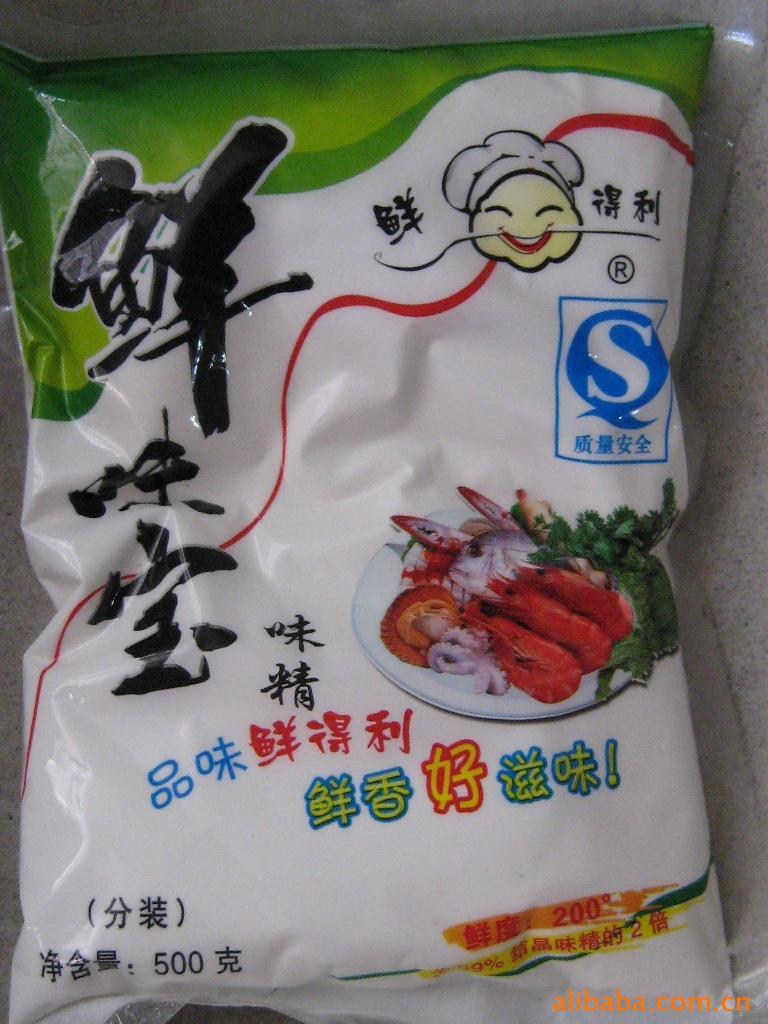 鲜味宝
鲜得利
®
S
质量安全
味精
品味鲜得利
鲜香好滋味!
(分装)
净含量: 500克
鲜度: 200°
99%结晶味精的2倍
alibaba.com.cn